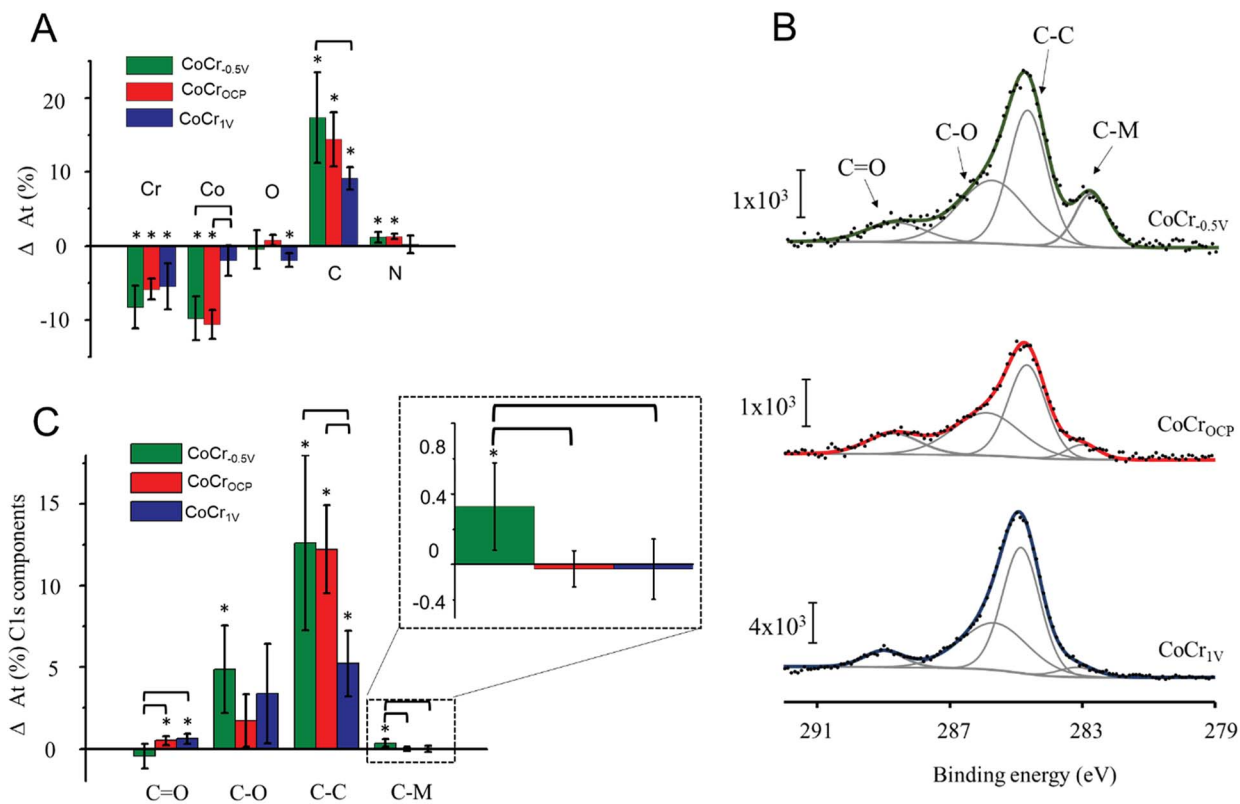 A
CoCr-0.5V
CoCrOCP
CoCr1V
Δ At (%)
20
10
0
-10
Cr
Co
O
C
N
* * *
* *
*
* * *
* *
B
C-C
C-O
C-M
C=O
1x10³
CoCr-0.5V
1x10³
CoCrOCP
4x10³
CoCr1V
291
287
283
279
Binding energy (eV)
C
CoCr-0.5V
CoCrOCP
CoCr1V
Δ At (%) C1s components
15
10
5
0
* *
*
* * *
*
C=O
C-O
C-C
C-M
0.8
0.4
0
-0.4
*